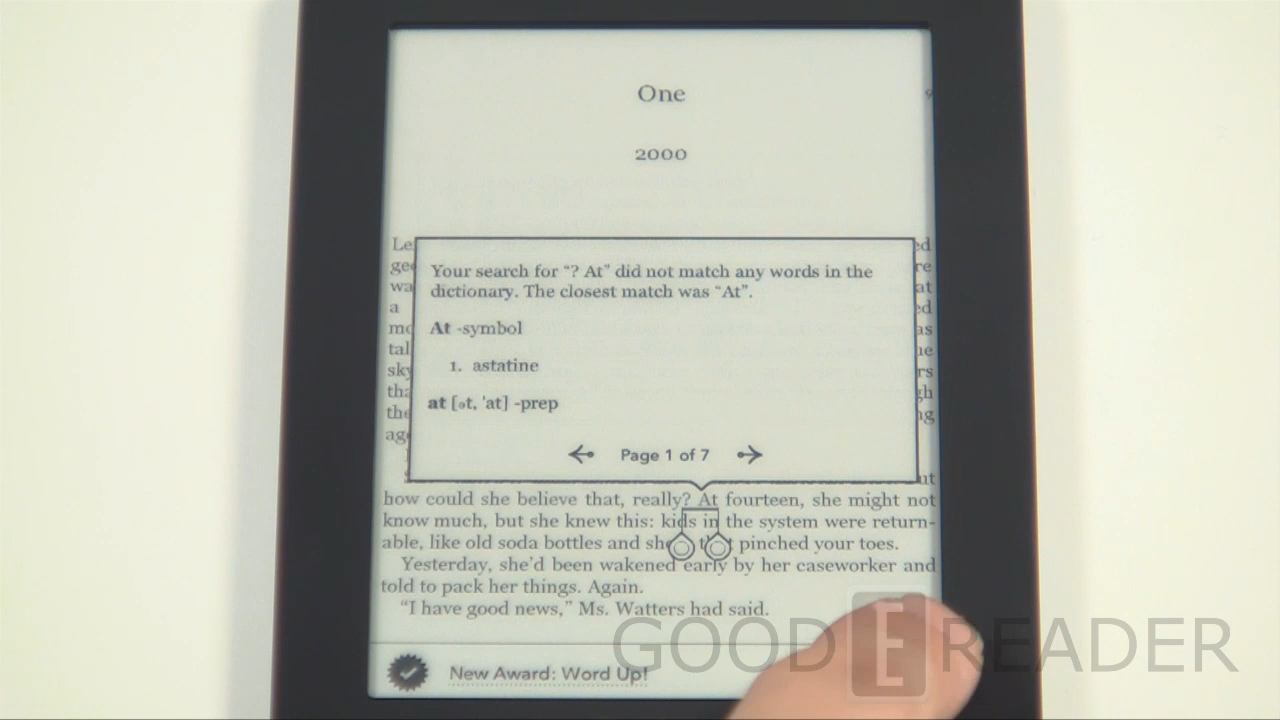 One
2000
Your search for “? At” did not match any words in the
dictionary. The closest match was “At”.
At -symbol
1. astatine
at [ət, 'at] -prep
Page 1 of 7
how could she believe that, really? At fourteen, she might not
know much, but she knew this: kids in the system were return-
able, like old soda bottles and pinched your toes.
Yesterday, she’d been wakened early by her caseworker and
told to pack her things. Again.
“I have good news,” Ms. Watters had said.
New Award: Word Up!
GOOD E READER